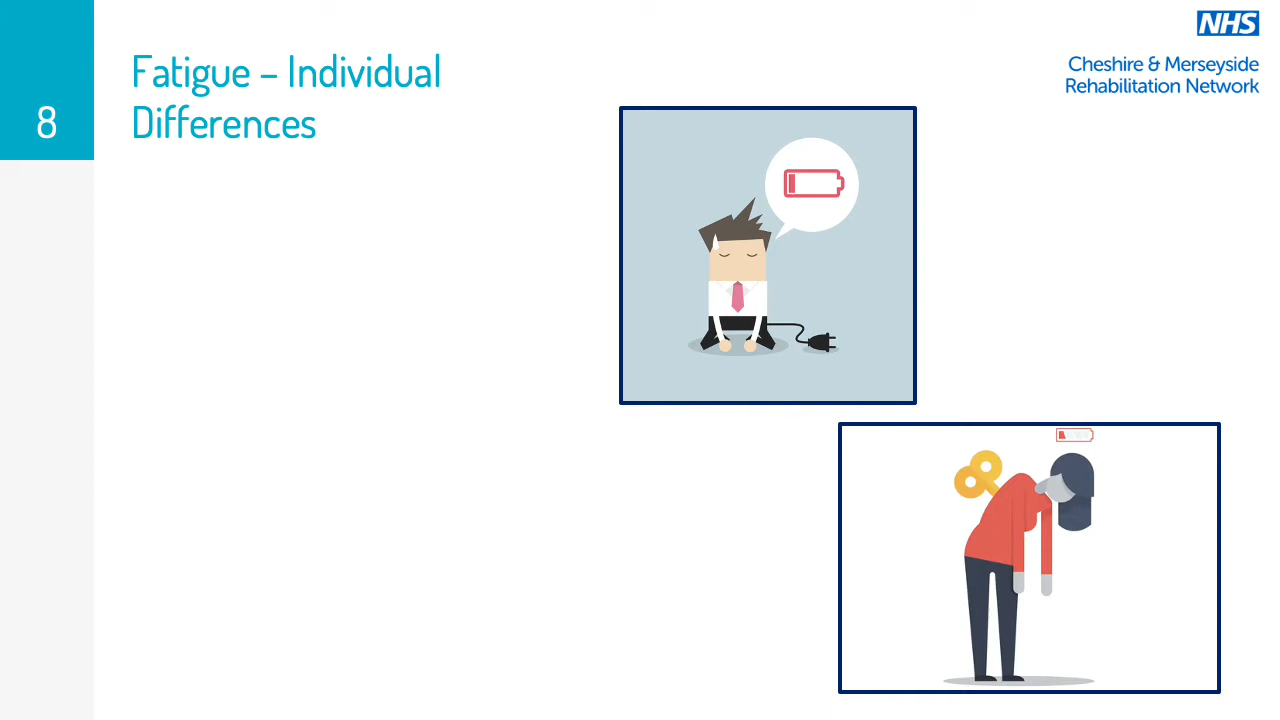 NHS
Cheshire & Merseyside
Rehabilitation Network
8
Fatigue – Individual
Differences